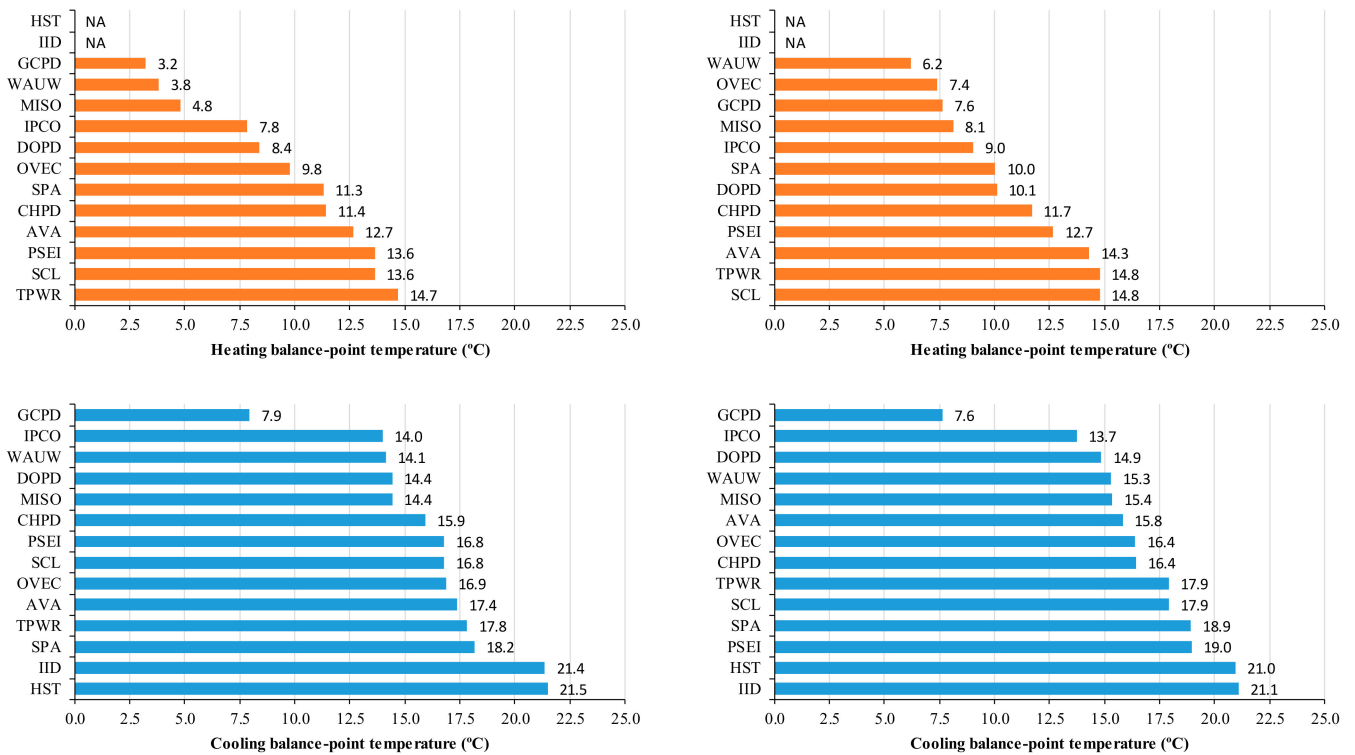 HST NA
IID NA
GCPD 3.2
WAUW 3.8
MISO 4.8
IPCO 7.8
DOPD 8.4
OVEC 9.8
SPA 11.3
CHPD 11.4
AVA 12.7
PSEI 13.6
SCL 13.6
TPWR 14.7
0.0 2.5 5.0 7.5 10.0 12.5 15.0 17.5 20.0 22.5 25.0
Heating balance-point temperature (ºC)
HST NA
IID NA
WAUW 6.2
OVEC 7.4
GCPD 7.6
MISO 8.1
IPCO 9.0
SPA 10.0
DOPD 10.1
CHPD 11.7
PSEI 12.7
AVA 14.3
TPWR 14.8
SCL 14.8
0.0 2.5 5.0 7.5 10.0 12.5 15.0 17.5 20.0 22.5 25.0
Heating balance-point temperature (ºC)
GCPD 7.9
IPCO 14.0
WAUW 14.1
DOPD 14.4
MISO 14.4
CHPD 15.9
PSEI 16.8
SCL 16.8
OVEC 16.9
AVA 17.4
TPWR 17.8
SPA 18.2
IID 21.4
HST 21.5
0.0 2.5 5.0 7.5 10.0 12.5 15.0 17.5 20.0 22.5 25.0
Cooling balance-point temperature (ºC)
GCPD 7.6
IPCO 13.7
DOPD 14.9
WAUW 15.3
MISO 15.4
AVA 15.8
OVEC 16.4
CHPD 16.4
TPWR 17.9
SCL 17.9
SPA 18.9
PSEI 19.0
HST 21.0
IID 21.1
0.0 2.5 5.0 7.5 10.0 12.5 15.0 17.5 20.0 22.5 25.0
Cooling balance-point temperature (ºC)